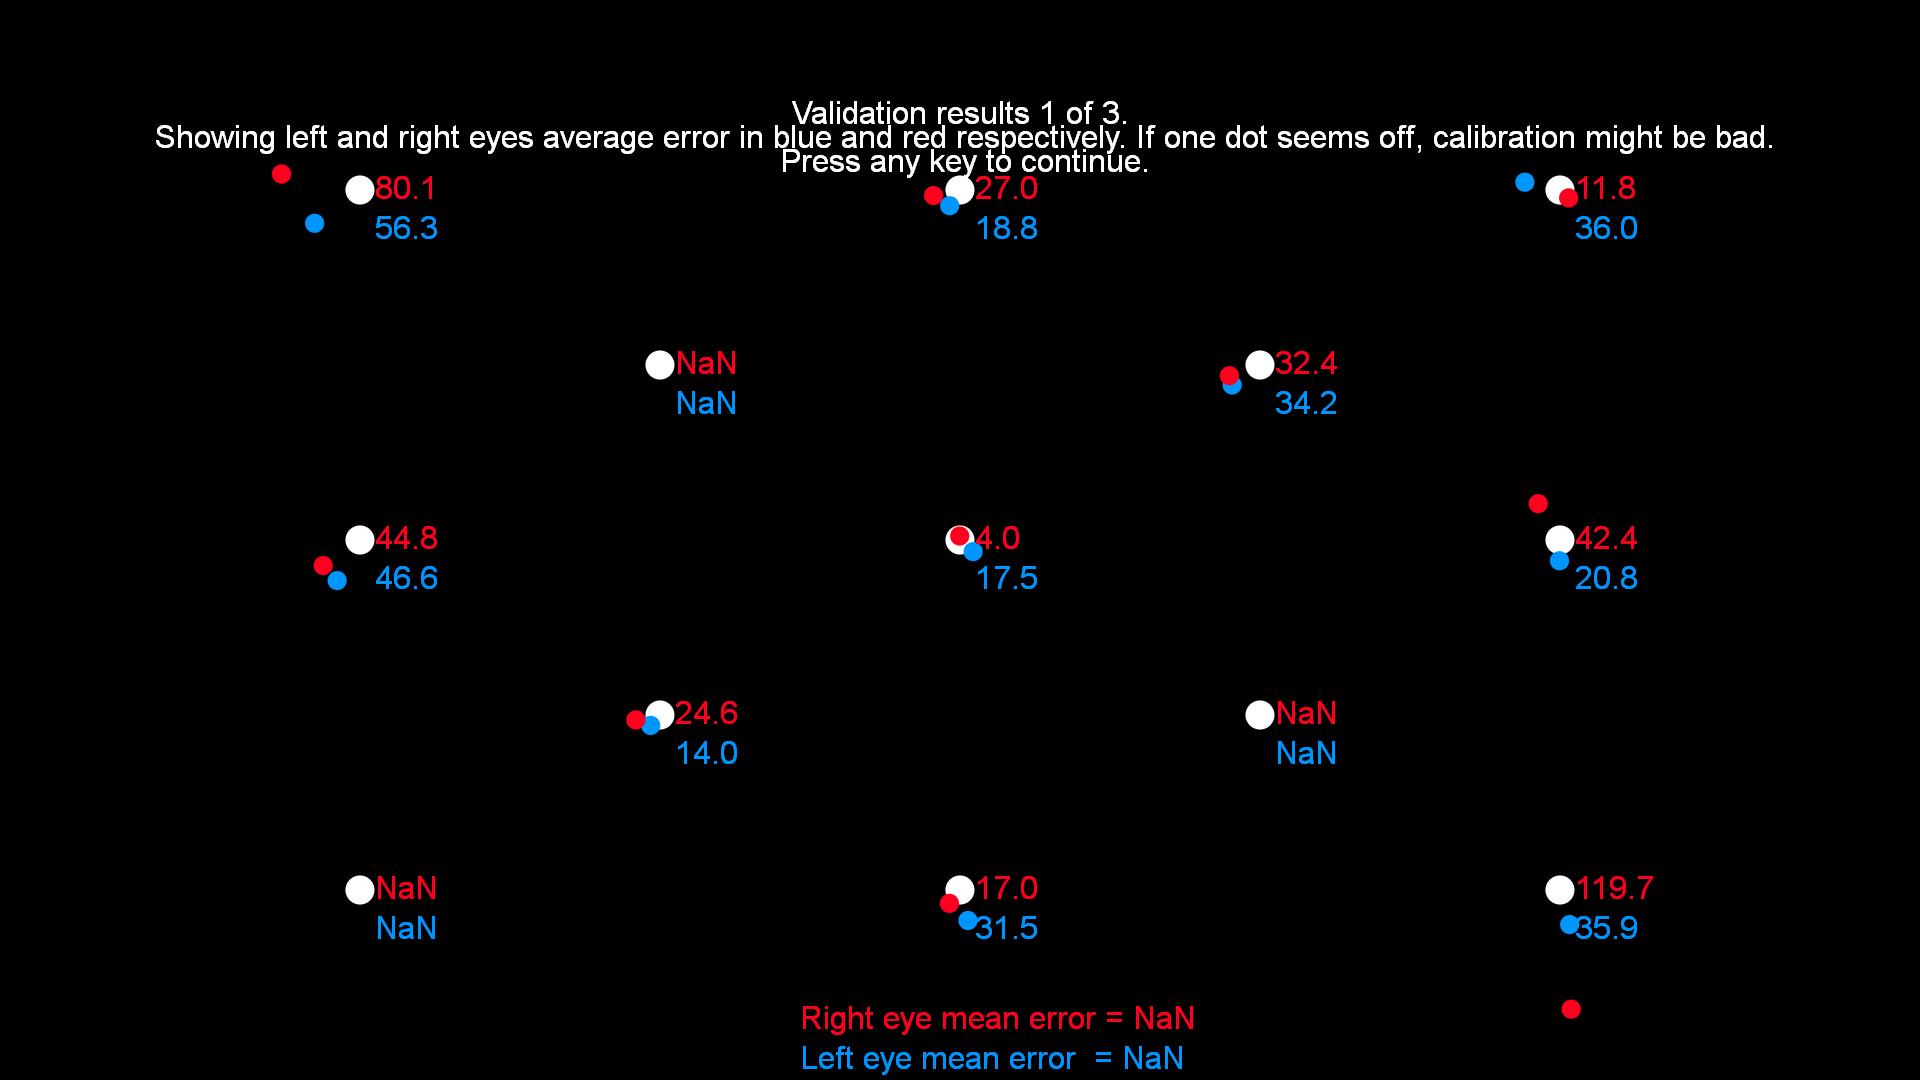 Validation results 1 of 3.
Showing left and right eyes average error in blue and red respectively. If one dot seems off, calibration might be bad.
Press any key to continue.
80.1
56.3
27.0
18.8
11.8
36.0
NaN
NaN
32.4
34.2
44.8
46.6
4.0
17.5
42.4
20.8
24.6
14.0
NaN
NaN
NaN
NaN
17.0
31.5
119.7
35.9
Right eye mean error = NaN
Left eye mean error  = NaN